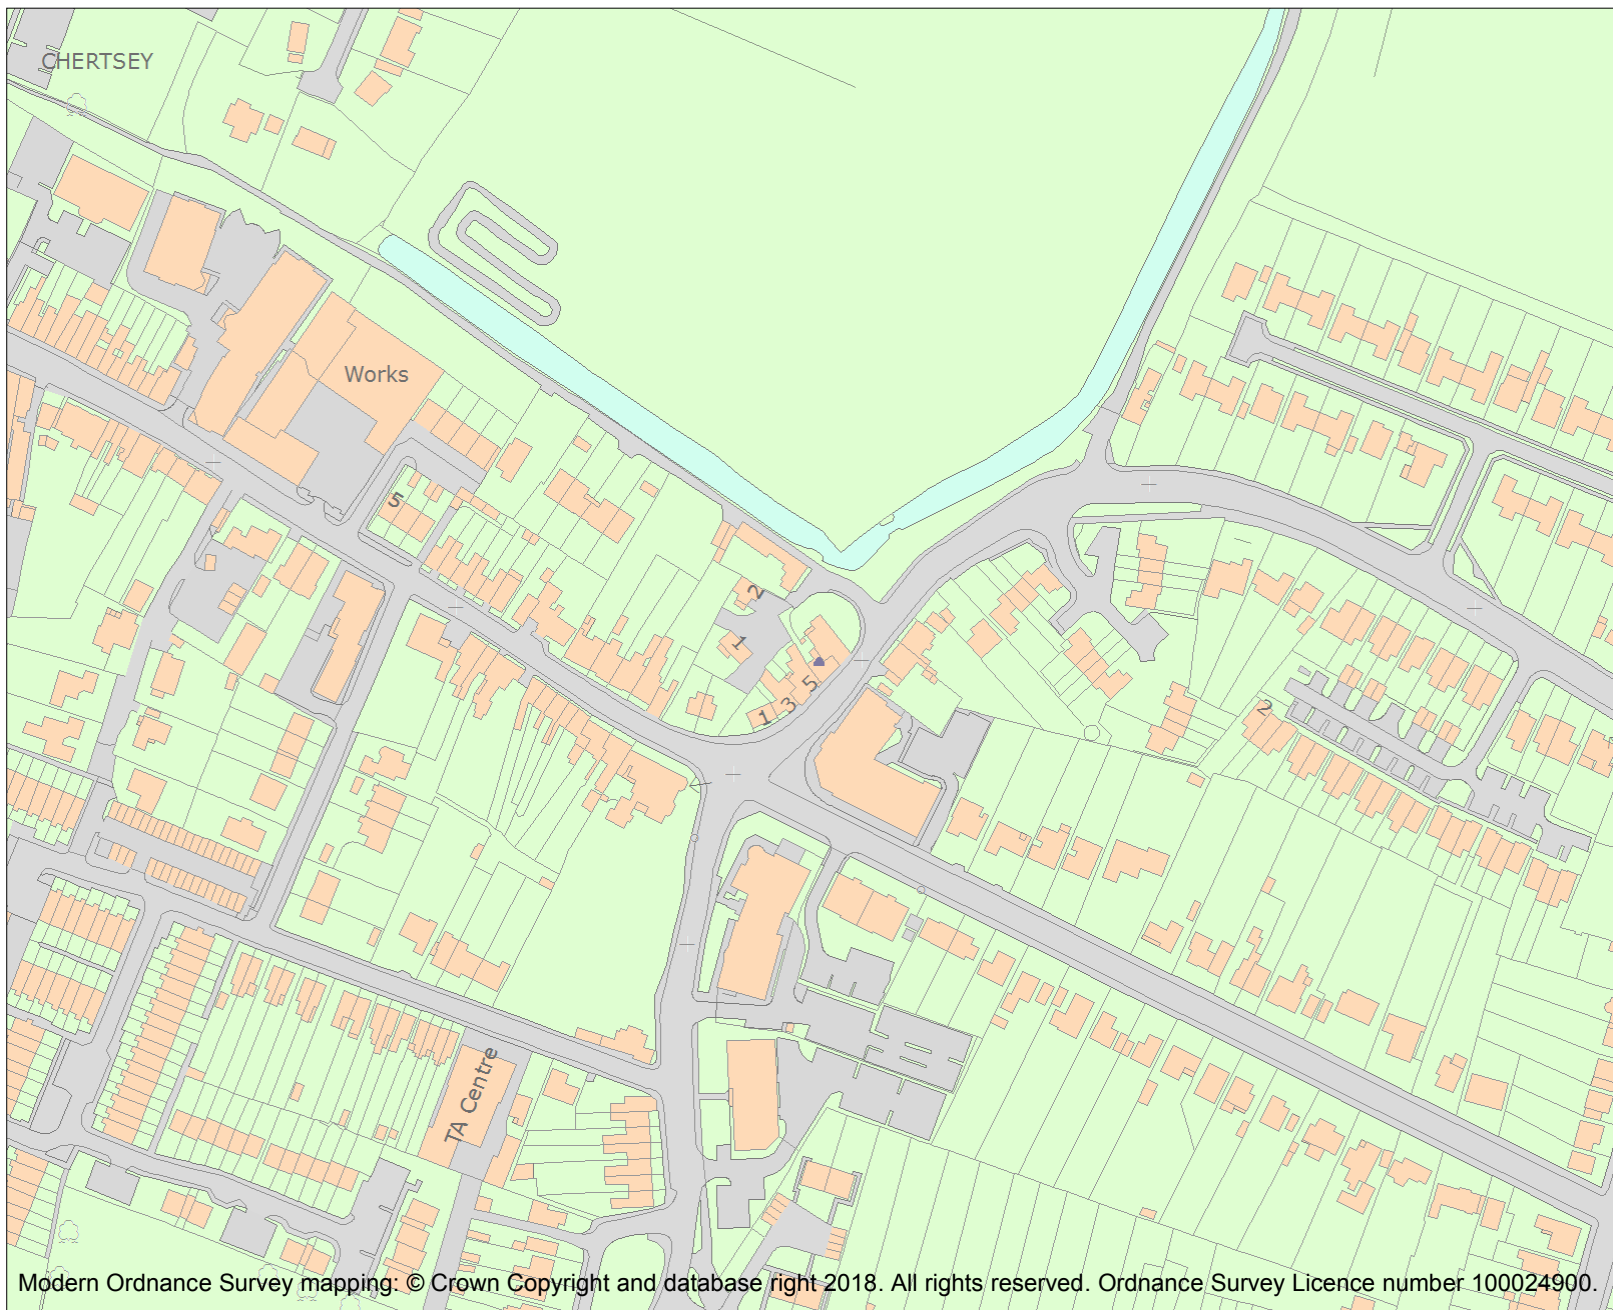 CHERTSEY
Works
5
2
1
5
3
1
2
TA Centre
Modern Ordnance Survey mapping: © Crown Copyright and database right 2018. All rights reserved. Ordnance Survey Licence number 100024900.